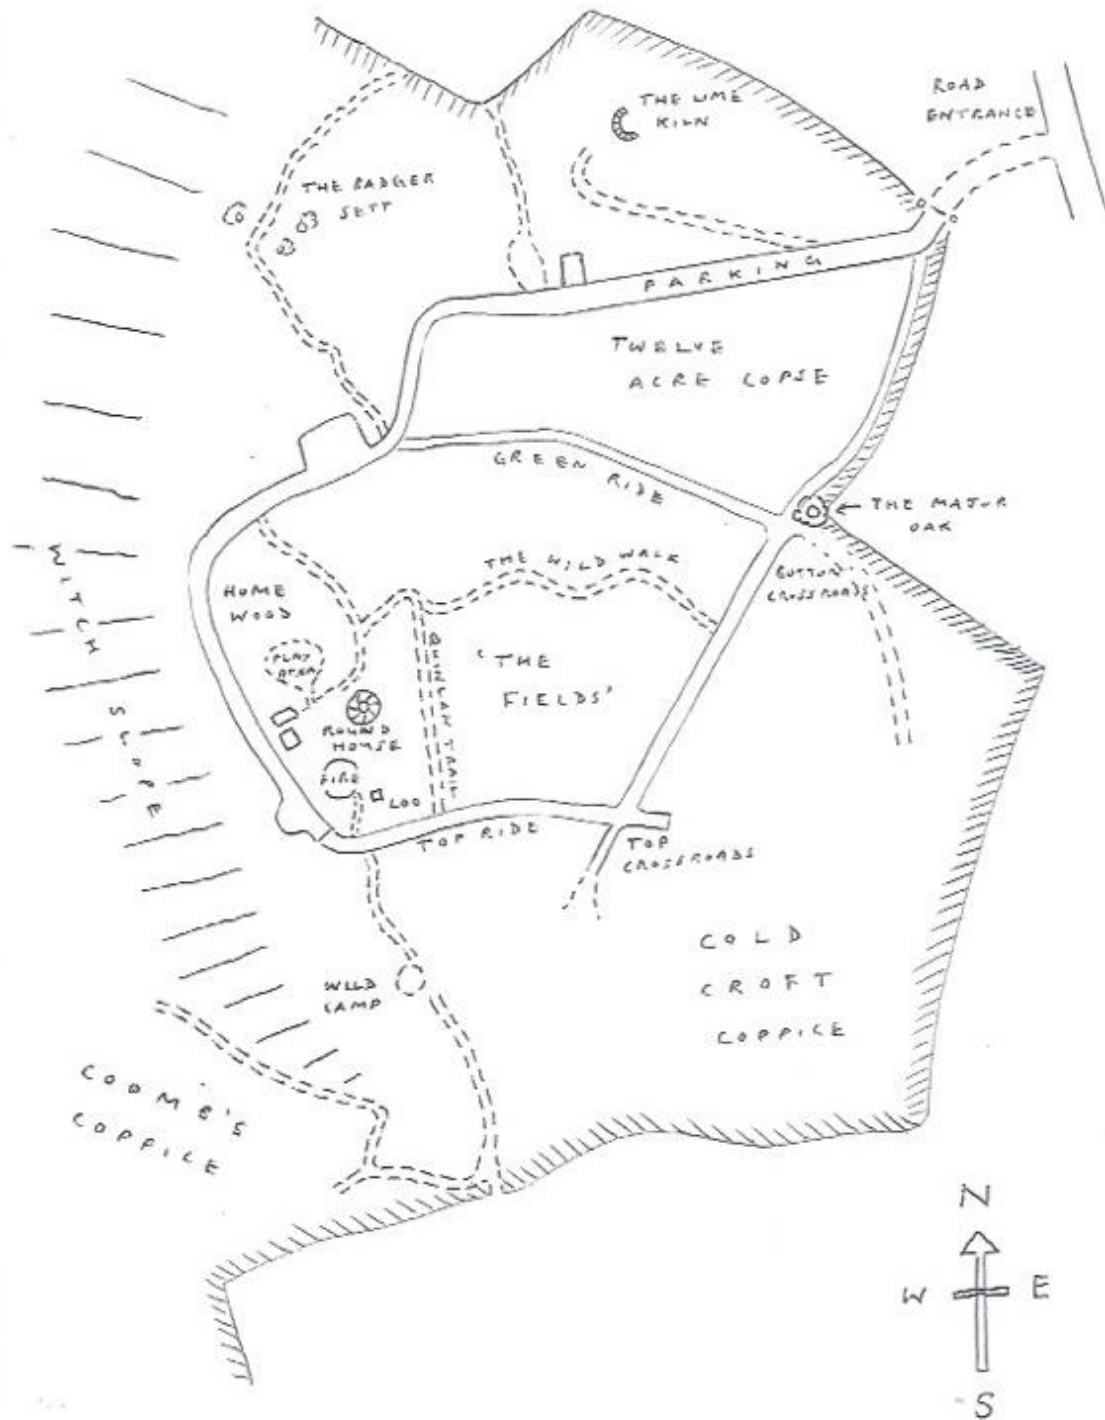 ROAD
ENTRANCE
THE LIME
KILN
THE BADGER
SETT
PARKING
TWELVE
ACRE COPSE
GREEN RIDE
THE MAJOR
OAK
THE WILD WALK
BOTTOM
CROSSROADS
HOME
WOOD
WITCH SLOPE
PLAY
AREA
'THE
FIELDS'
ROUND
HOUSE
FIRE
LOO
TOP RIDE
TOP
CROSSROADS
COLD
CROFT
COPPICE
WILD
CAMP
COOMB'S
COPPICE
N
W E
S